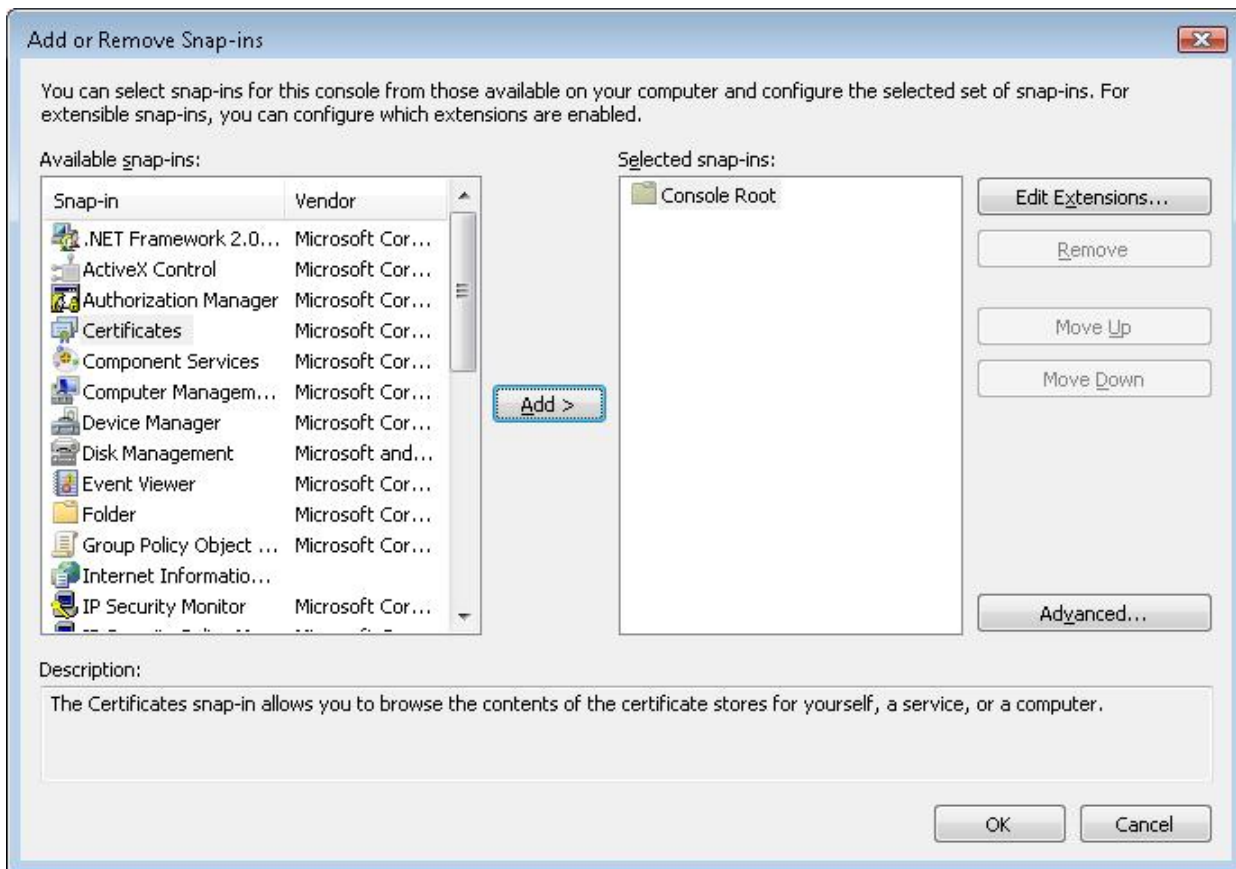 Add or Remove Snap-ins
You can select snap-ins for this console from those available on your computer and configure the selected set of snap-ins. For
extensible snap-ins, you can configure which extensions are enabled.
Available snap-ins:
Snap-in Vendor
.NET Framework 2.0... Microsoft Cor...
ActiveX Control Microsoft Cor...
Authorization Manager Microsoft Cor...
Certificates Microsoft Cor...
Component Services Microsoft Cor...
Computer Managem... Microsoft Cor...
Device Manager Microsoft Cor...
Disk Management Microsoft and...
Event Viewer Microsoft Cor...
Folder Microsoft Cor...
Group Policy Object ... Microsoft Cor...
Internet Informatio...
IP Security Monitor Microsoft Cor...
Add >
Selected snap-ins:
Console Root
Edit Extensions...
Remove
Move Up
Move Down
Advanced...
Description:
The Certificates snap-in allows you to browse the contents of the certificate stores for yourself, a service, or a computer.
OK Cancel